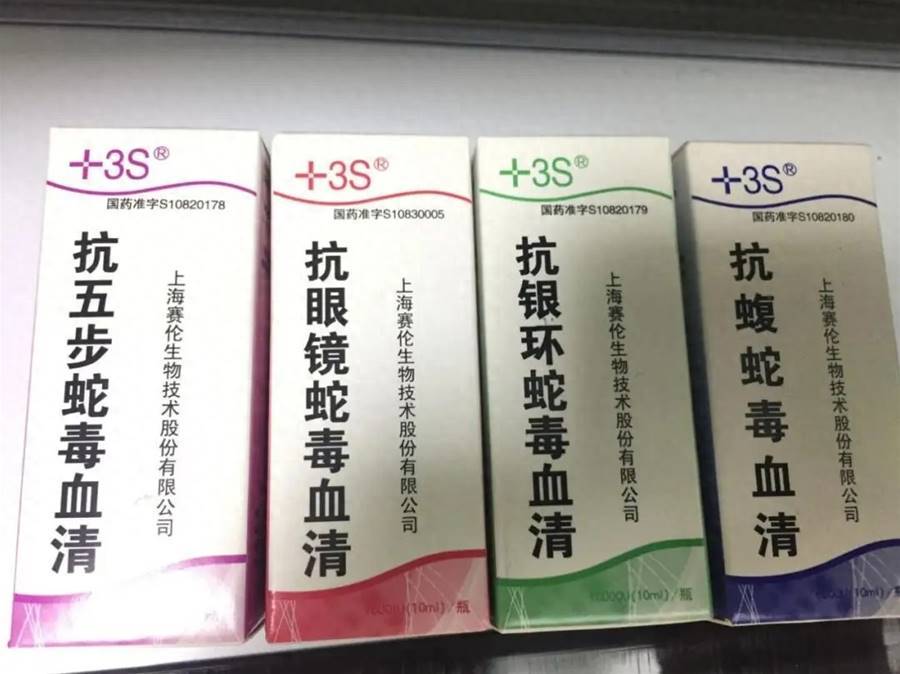 +3S®
国药准字S10820178
抗五步蛇毒血清
上海赛伦生物技术股份有限公司
+3S®
国药准字S10830005
抗眼镜蛇毒血清
上海赛伦生物技术股份有限公司
(10ml)/瓶
+3S®
国药准字S10820179
抗银环蛇毒血清
上海赛伦生物技术股份有限公司
(10ml)/瓶
+3S®
国药准字S10820180
抗蝮蛇毒血清
上海赛伦生物技术股份有限公司
(10ml)/瓶